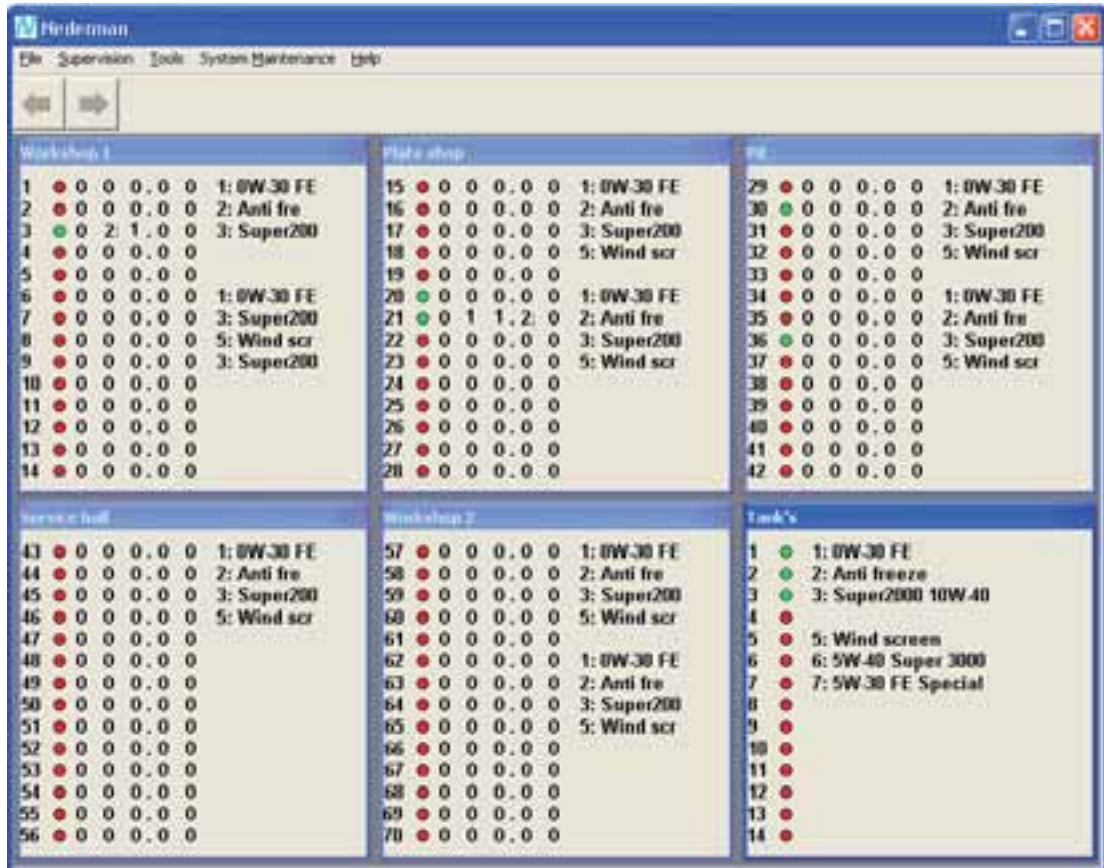 Nederman
File Supervision Tools System Maintenance Help
Workshop 1
1 0 0 0.0 0 1: 0W-30 FE
2 0 0 0.0 0 2: Anti fre
3 0 2: 1.0 0 3: Super200
4 0 0 0.0 0
5 0 0 0.0 0
6 0 0 0.0 0 1: 0W-30 FE
7 0 0 0.0 0 3: Super200
8 0 0 0.0 0 5: Wind scr
9 0 0 0.0 0 3: Super200
10 0 0 0.0 0
11 0 0 0.0 0
12 0 0 0.0 0
13 0 0 0.0 0
14 0 0 0.0 0
Plate shop
15 0 0 0.0 0 1: 0W-30 FE
16 0 0 0.0 0 2: Anti fre
17 0 0 0.0 0 3: Super200
18 0 0 0.0 0 5: Wind scr
19 0 0 0.0 0
20 0 0 0.0 0 1: 0W-30 FE
21 0 1 1.2: 0 2: Anti fre
22 0 0 0.0 0 3: Super200
23 0 0 0.0 0 5: Wind scr
24 0 0 0.0 0
25 0 0 0.0 0
26 0 0 0.0 0
27 0 0 0.0 0
28 0 0 0.0 0
Pit
29 0 0 0.0 0 1: 0W-30 FE
30 0 0 0.0 0 2: Anti fre
31 0 0 0.0 0 3: Super200
32 0 0 0.0 0 5: Wind scr
33 0 0 0.0 0
34 0 0 0.0 0 1: 0W-30 FE
35 0 0 0.0 0 2: Anti fre
36 0 0 0.0 0 3: Super200
37 0 0 0.0 0 5: Wind scr
38 0 0 0.0 0
39 0 0 0.0 0
40 0 0 0.0 0
41 0 0 0.0 0
42 0 0 0.0 0
Service hall
43 0 0 0.0 0 1: 0W-30 FE
44 0 0 0.0 0 2: Anti fre
45 0 0 0.0 0 3: Super200
46 0 0 0.0 0 5: Wind scr
47 0 0 0.0 0
48 0 0 0.0 0
49 0 0 0.0 0
50 0 0 0.0 0
51 0 0 0.0 0
52 0 0 0.0 0
53 0 0 0.0 0
54 0 0 0.0 0
55 0 0 0.0 0
56 0 0 0.0 0
Workshop 2
57 0 0 0.0 0 1: 0W-30 FE
58 0 0 0.0 0 2: Anti fre
59 0 0 0.0 0 3: Super200
60 0 0 0.0 0 5: Wind scr
61 0 0 0.0 0
62 0 0 0.0 0 1: 0W-30 FE
63 0 0 0.0 0 2: Anti fre
64 0 0 0.0 0 3: Super200
65 0 0 0.0 0 5: Wind scr
66 0 0 0.0 0
67 0 0 0.0 0
68 0 0 0.0 0
69 0 0 0.0 0
70 0 0 0.0 0
Tank's
1 1: 0W-30 FE
2 2: Anti freeze
3 3: Super2000 10W-40
4
5 5: Wind screen
6 6: 5W-40 Super 3000
7 7: 5W-30 FE Special
8
9
10
11
12
13
14